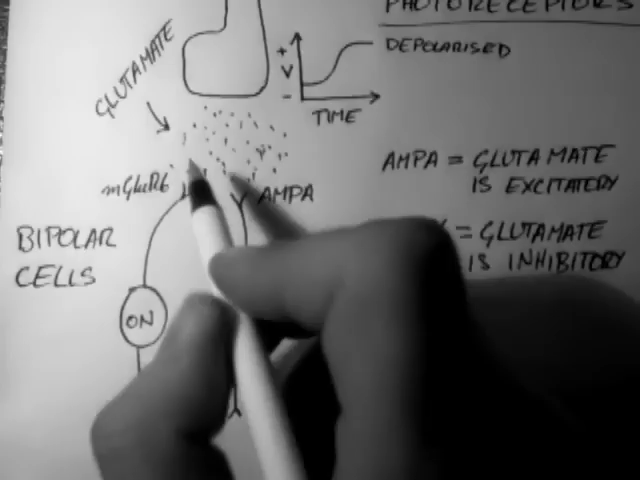 PHOTORECEPTORS
GLUTAMATE
+
V
-
DEPOLARISED
TIME
mGluR6
AMPA
AMPA = GLUTAMATE
IS EXCITATORY
BIPOLAR
CELLS
= GLUTAMATE
IS INHIBITORY
ON